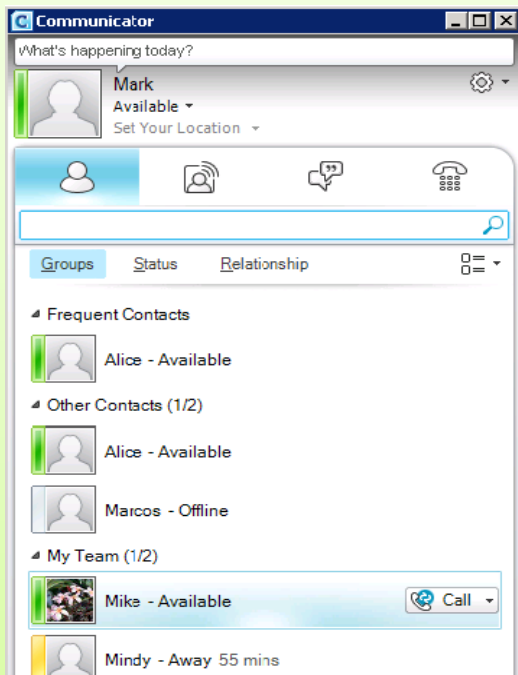 Communicator
What's happening today?
Mark
Available
Set Your Location
Groups Status Relationship
Frequent Contacts
Alice - Available
Other Contacts (1/2)
Alice - Available
Marcos - Offline
My Team (1/2)
Mike - Available Call
Mindy - Away 55 mins